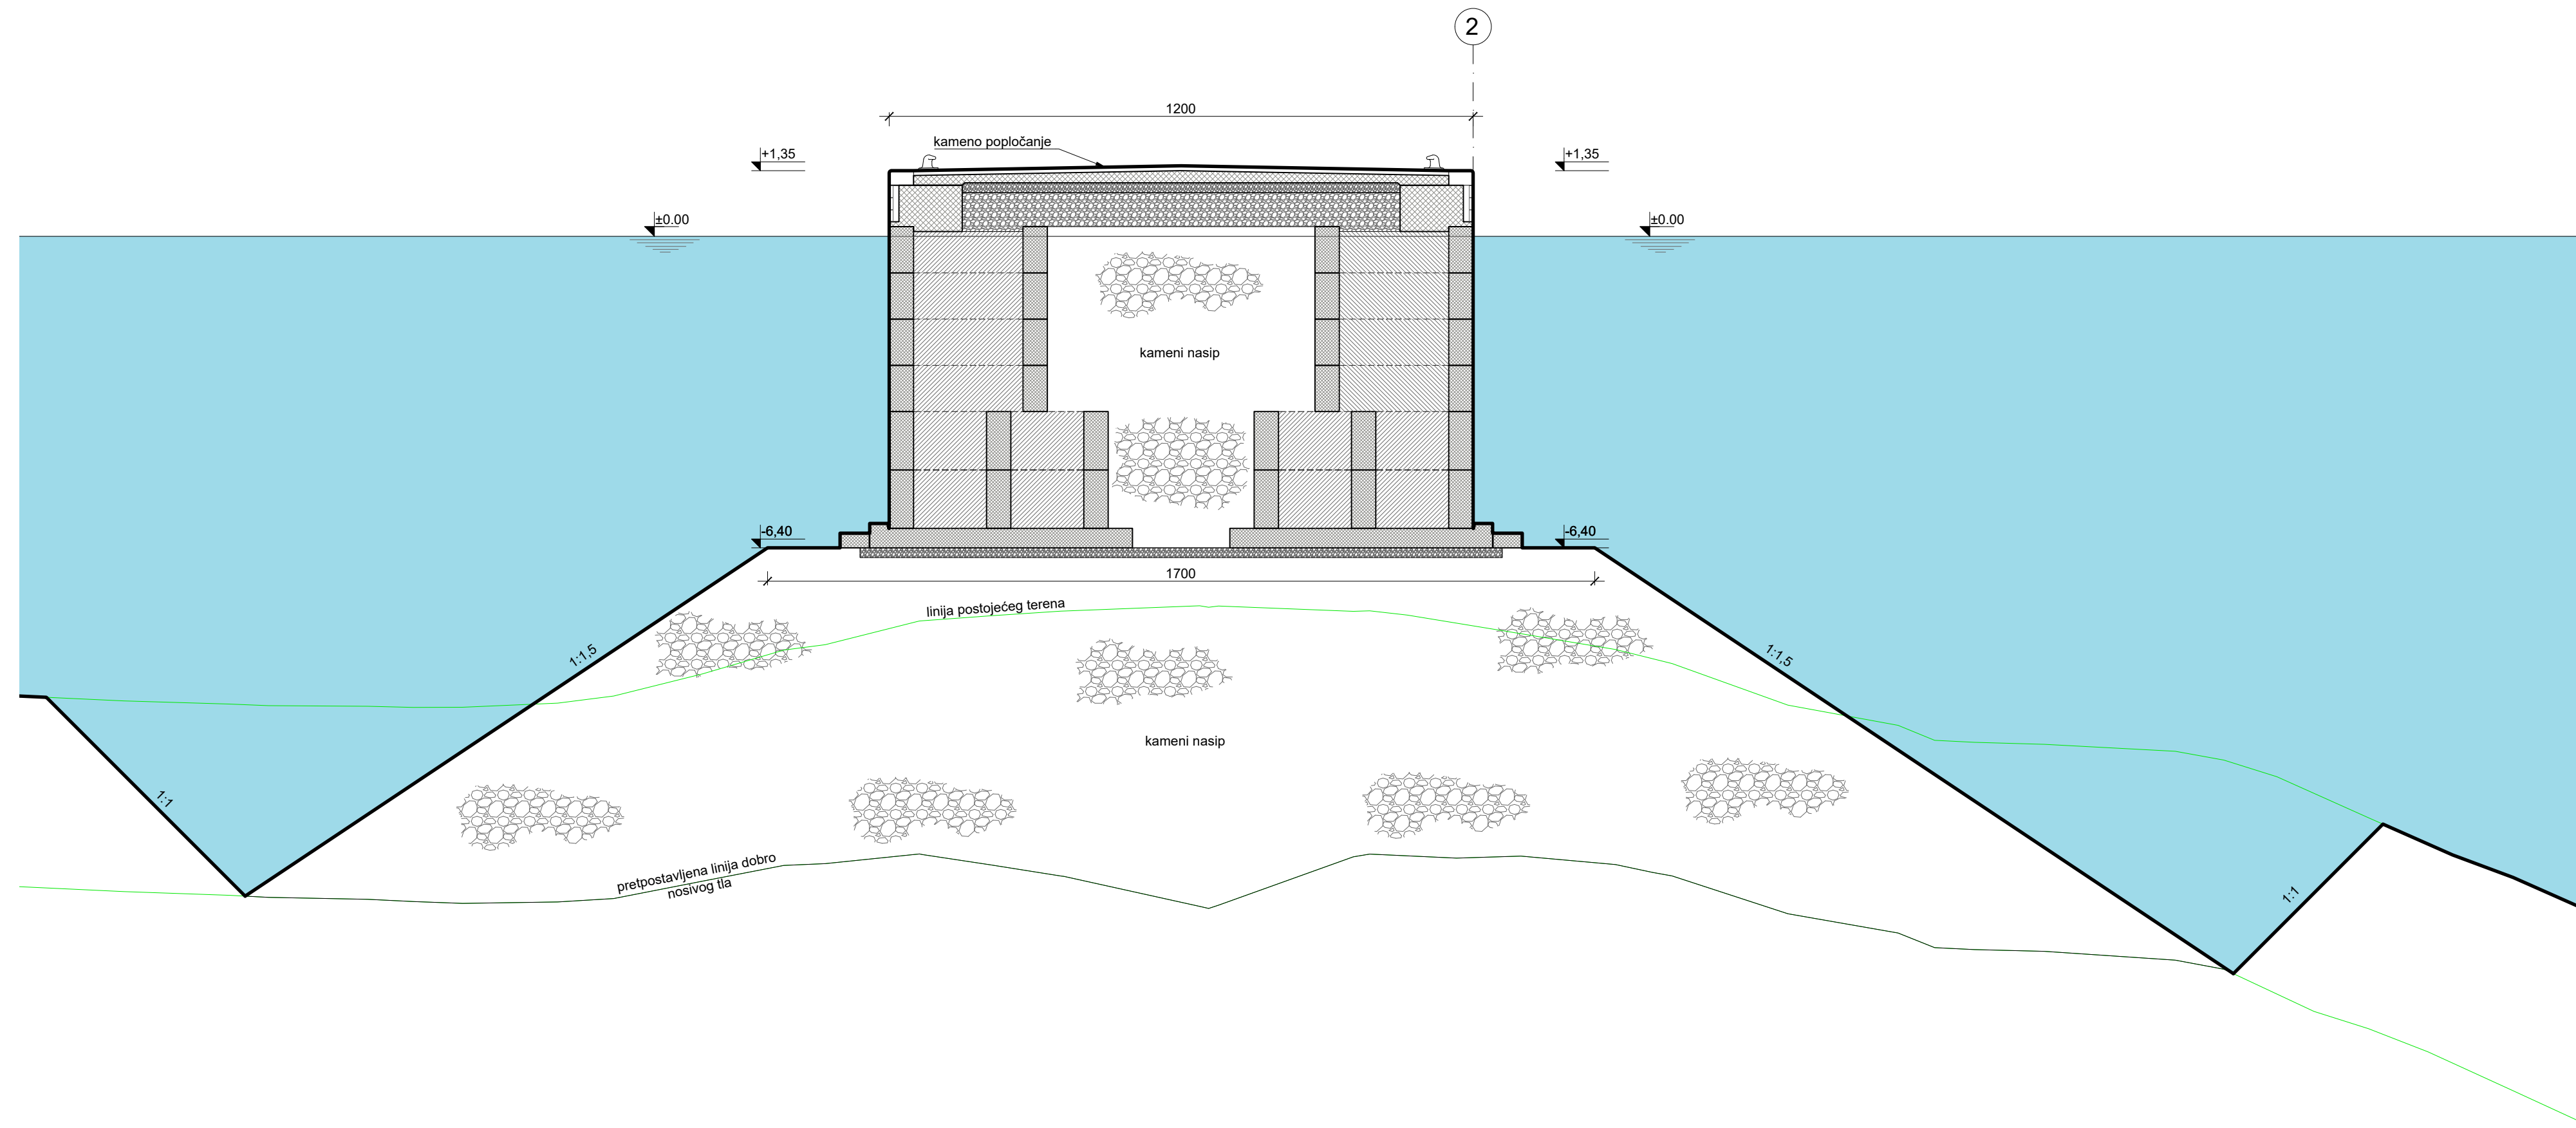 2
1200
kameno popločanje
+1,35
+1,35
±0.00
±0.00
kameni nasip
-6,40
-6,40
1700
linija postojećeg terena
1:1,5
1:1,5
kameni nasip
1:1
pretpostavljena linija dobro
nosivog tla
1:1